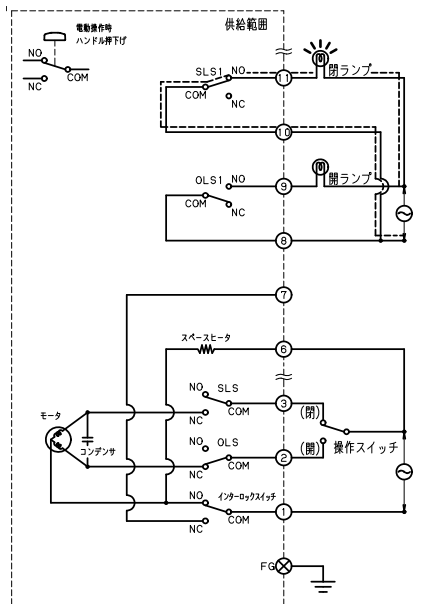 電動操作時
ハンドル押下げ
供給範囲
NO
COM
NC
SLS1 NO
COM
NC
11
閉ランプ
10
OLS1 NO
COM
NC
9
開ランプ
8
7
スペースヒータ
6
NO SLS
COM
NC
3
(閉)
モータ
コンデンサ
NO OLS
COM
NC
2
(開)
操作スイッチ
NO インターロックスイッチ
COM
NC
1
FG